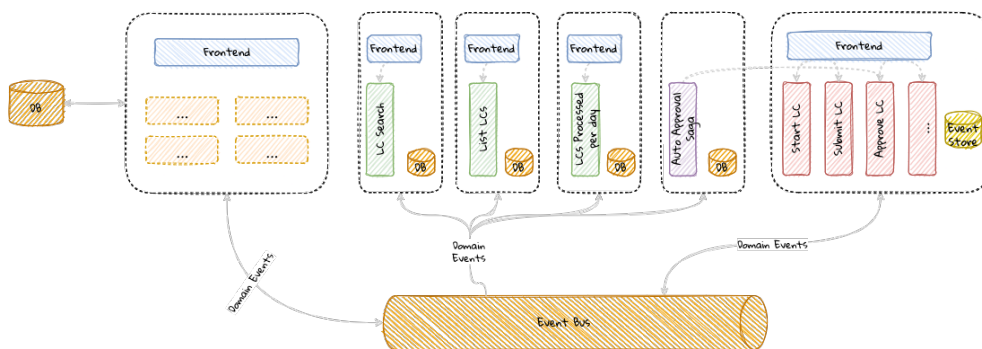 Frontend
DB
...
...
...
...
Frontend
LC Search
DB
Frontend
List LCs
DB
Frontend
LCs Processed
per day
DB
Auto Approval
Saga
DB
Frontend
Start LC
Submit LC
Approve LC
...
Event
Store
Domain Events
Domain
Events
Domain Events
Event Bus